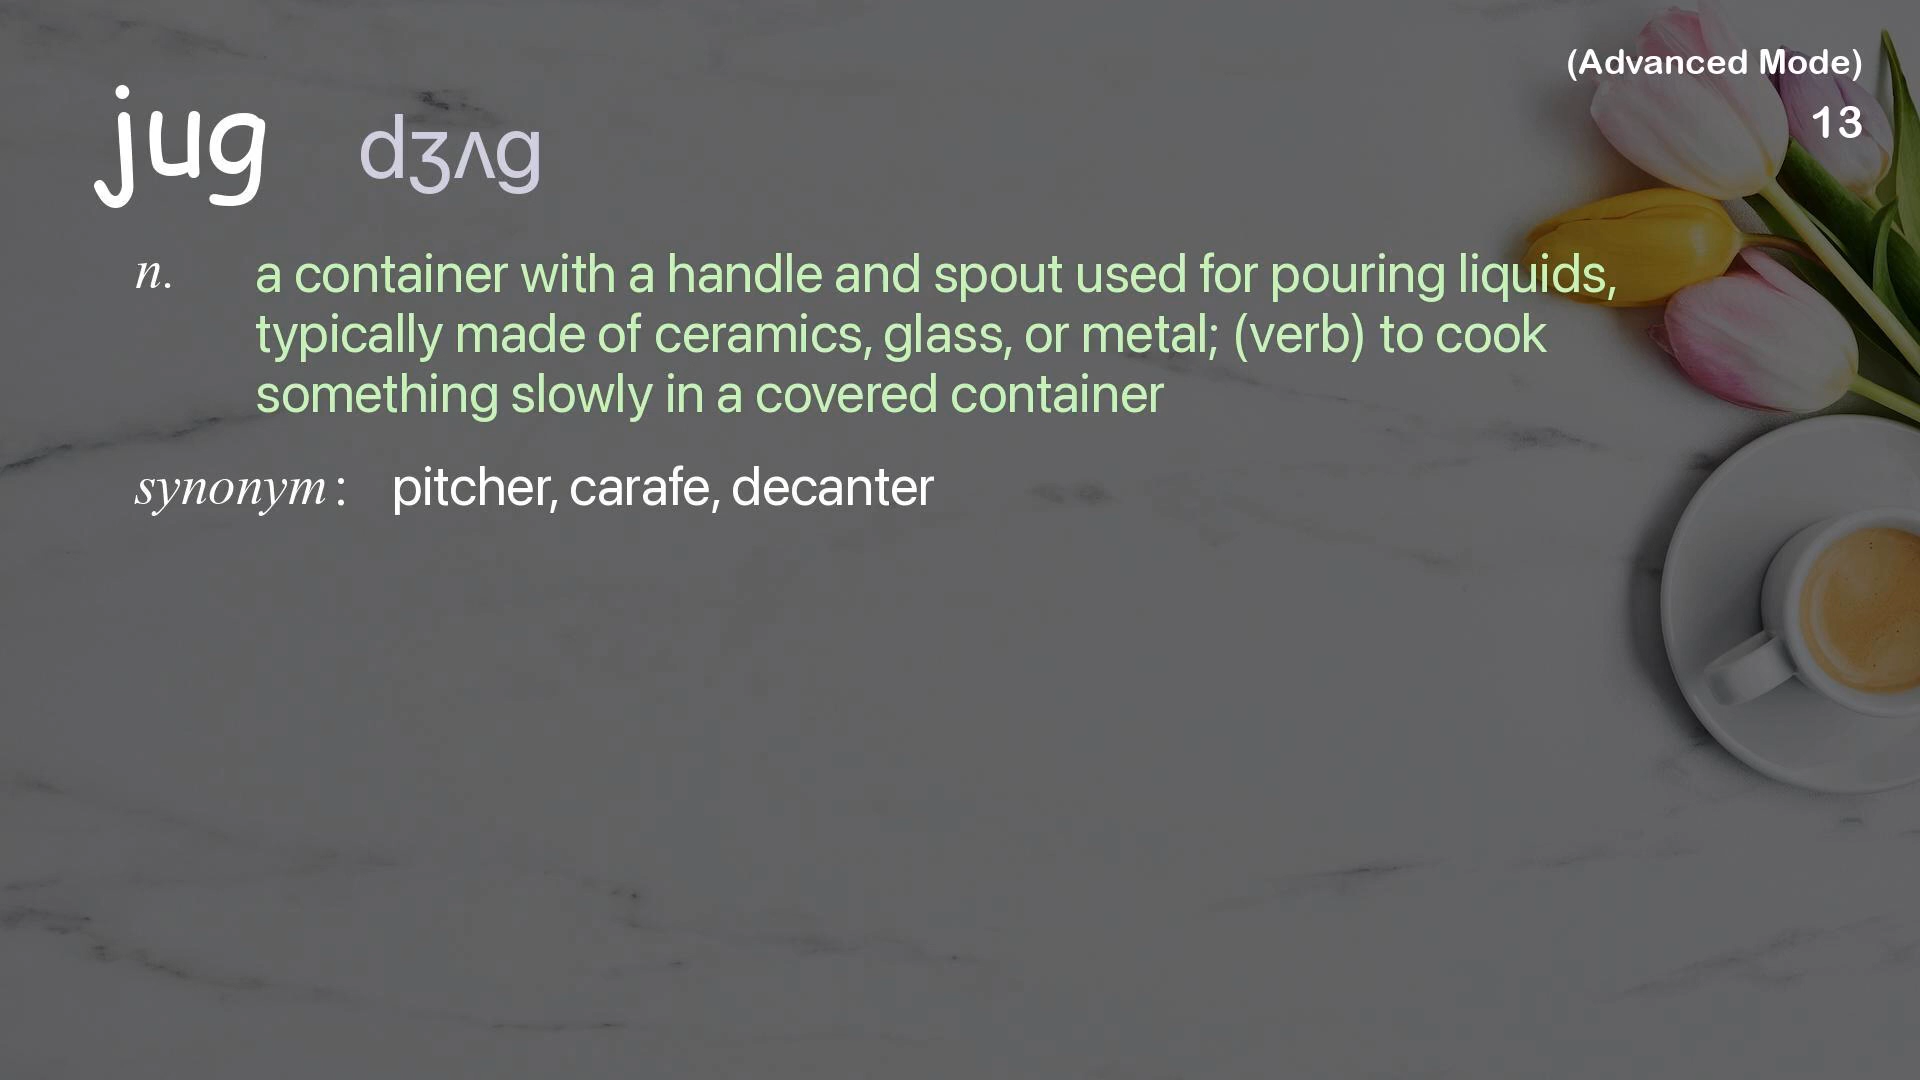 (Advanced Mode)
13
jug dʒʌg
n. a container with a handle and spout used for pouring liquids,
typically made of ceramics, glass, or metal; (verb) to cook
something slowly in a covered container
synonym: pitcher, carafe, decanter